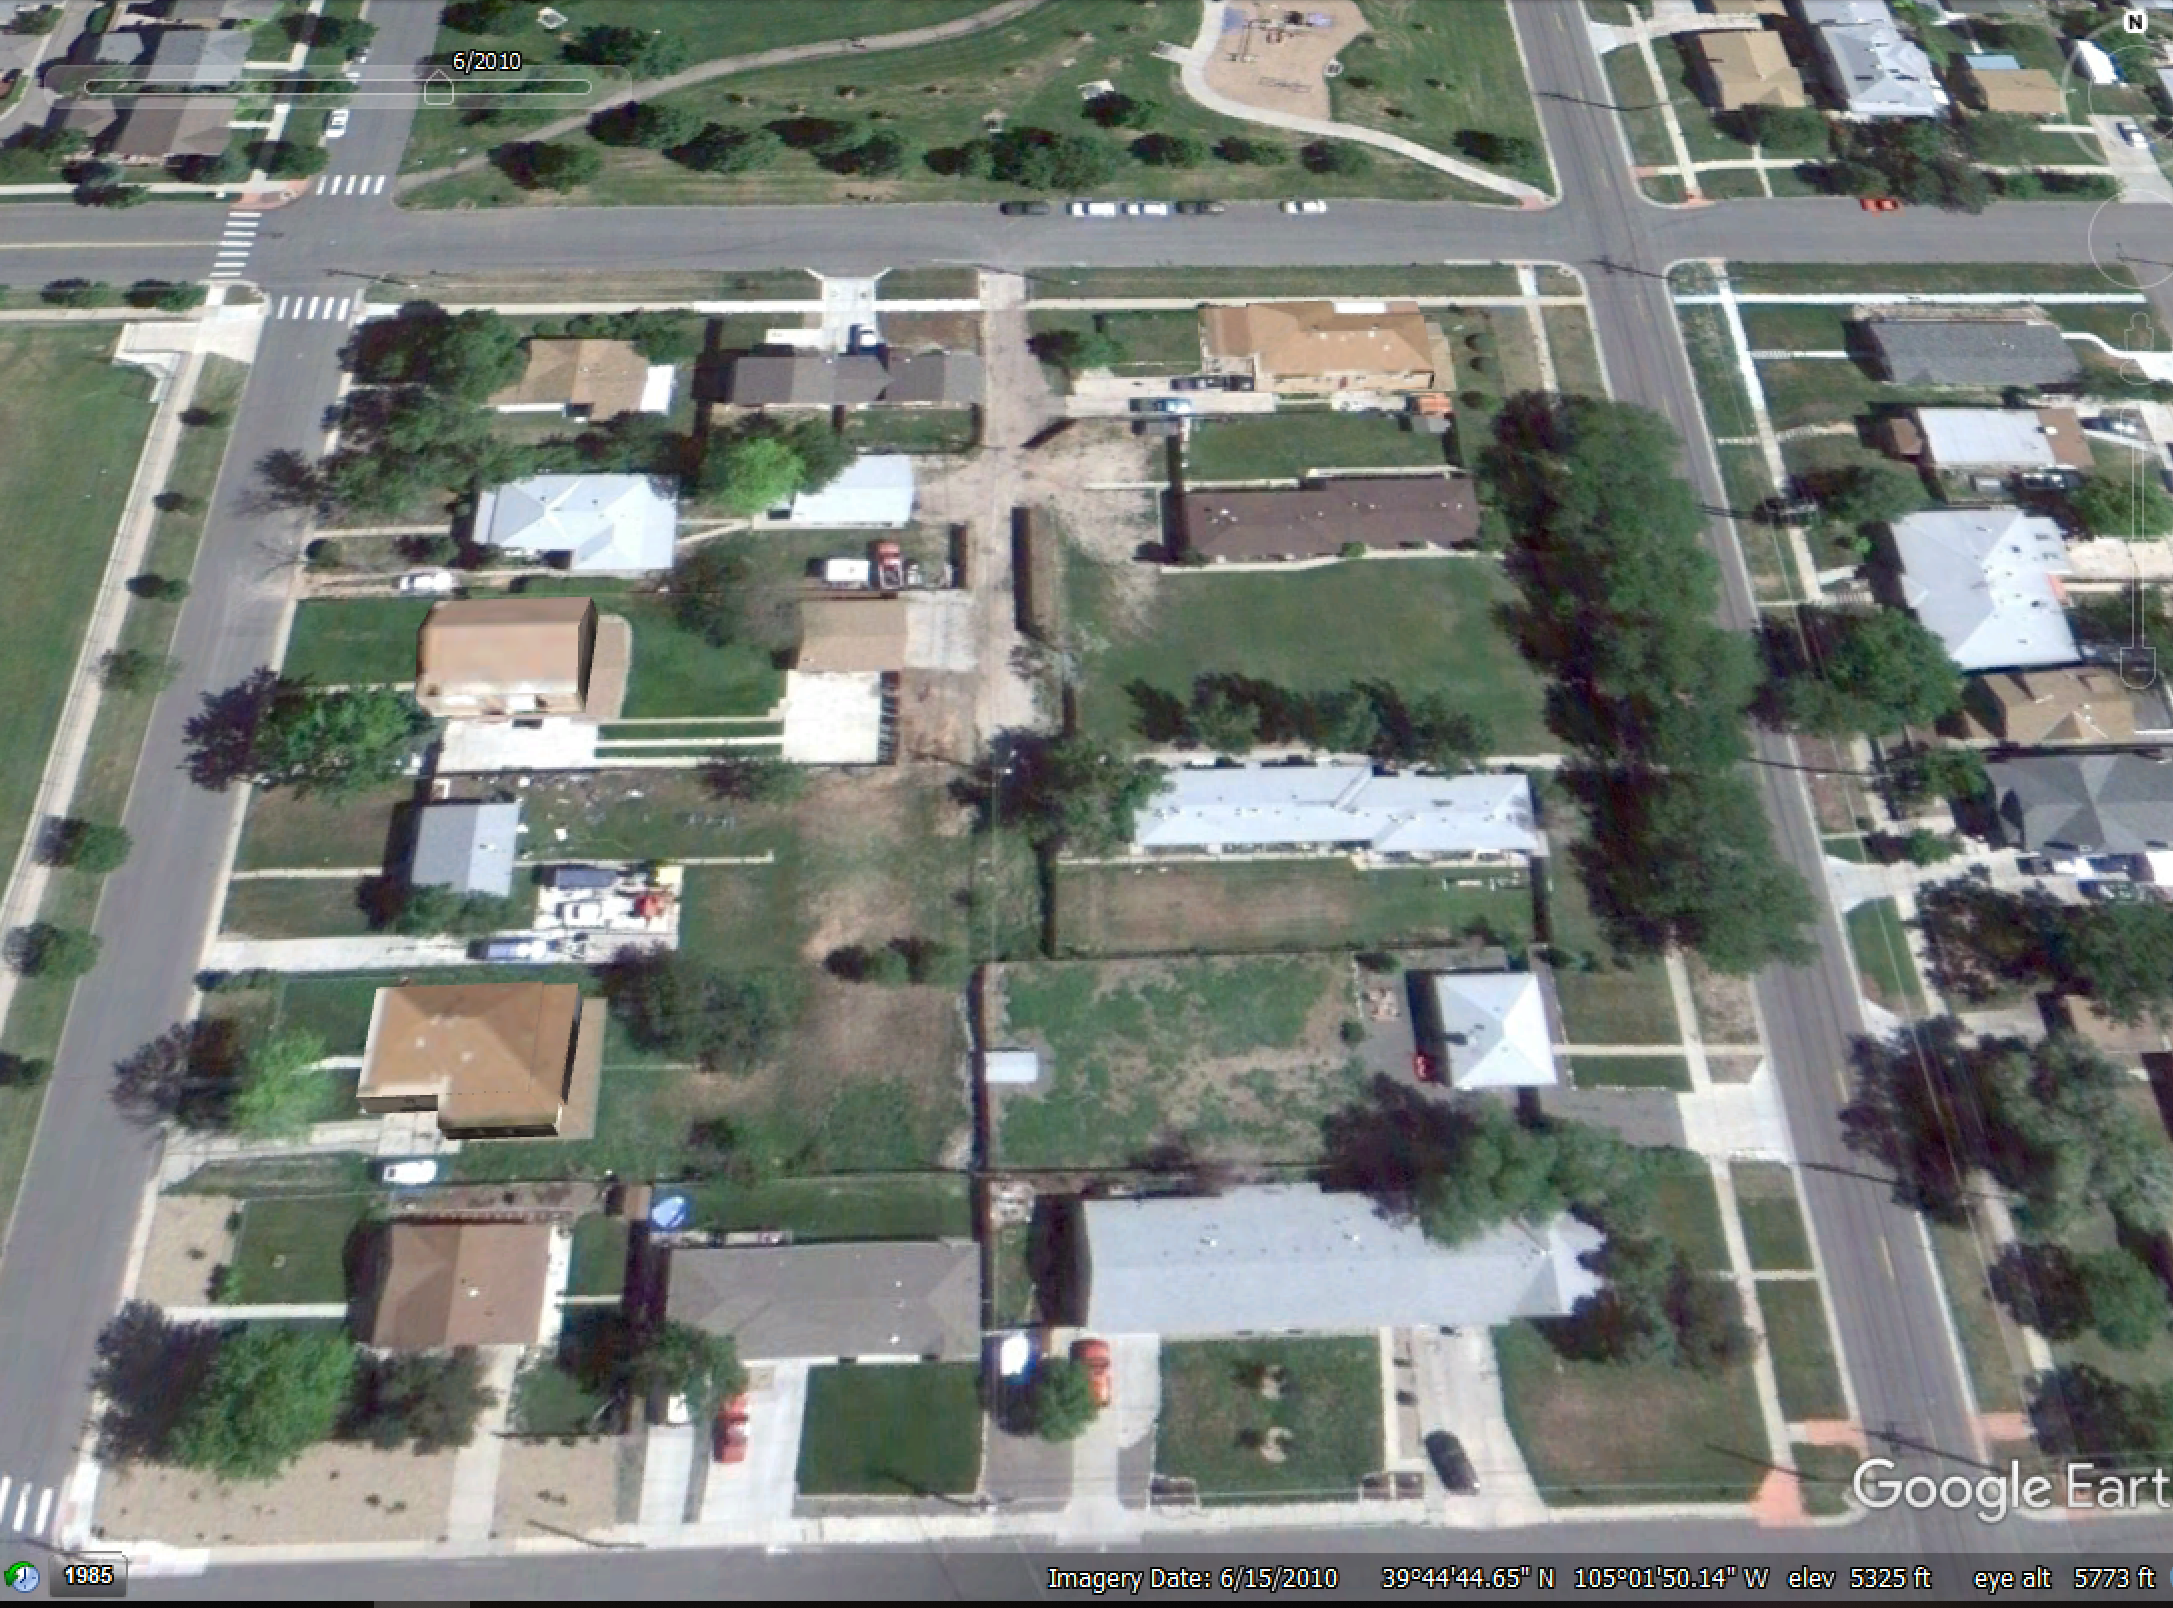 N
6/2010
Google Eart
1985
Imagery Date: 6/15/2010 39°44'44.65" N 105°01'50.14" W elev 5325 ft eye alt 5773 ft